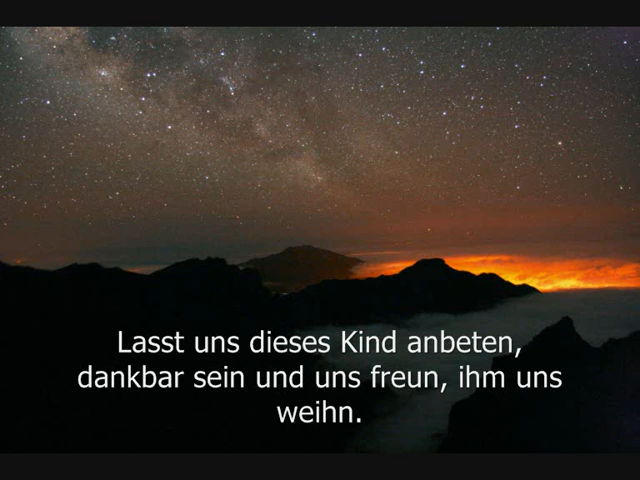 Lasst uns dieses Kind anbeten,
dankbar sein und uns freun, ihm uns
weihn.